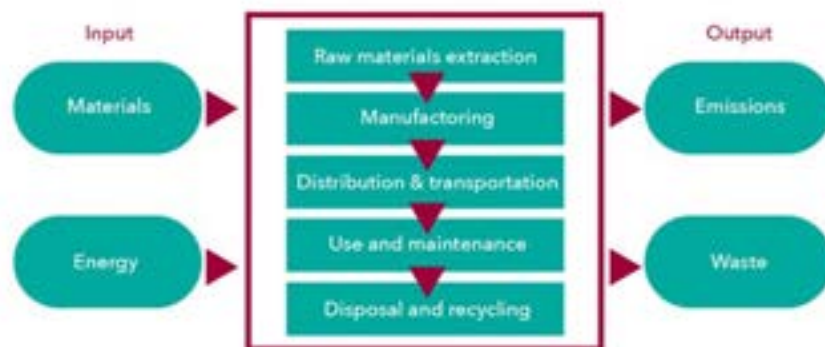 Input
Materials
Energy
Raw materials extraction
Manufactoring
Distribution & transportation
Use and maintenance
Disposal and recycling
Output
Emissions
Waste